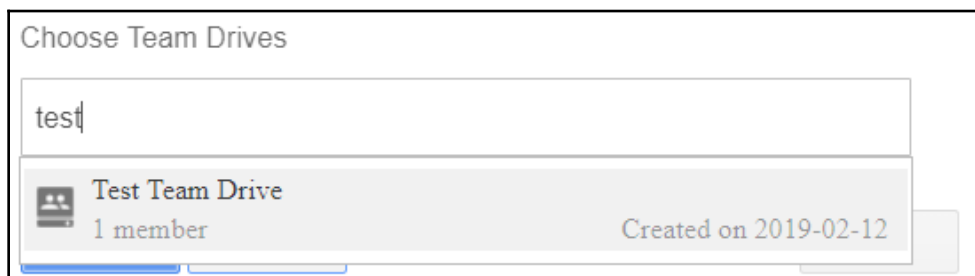 Choose Team Drives
test
Test Team Drive
1 member Created on 2019-02-12